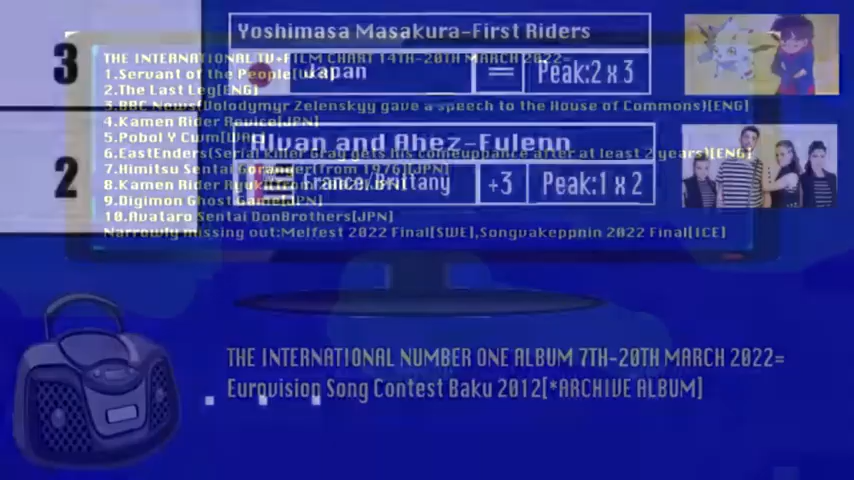 3
Yoshimasa Masakura-First Riders
Japan
=
Peak:2 x 3
THE INTERNATIONAL TV+FILM CHART 14TH-20TH MARCH 2022=
1.Servant of the People
2.The Last Leg[ENG]
3.BBC News(Volodymyr Zelenskyy gave a speech to the House of Commons)[ENG]
4.Kamen Rider Revice[JPN]
5.Pobol Y Cwm
2
Alvan and Ahez-Fulenn
6.EastEnders(Serial killer Gray gets his comeuppance after at least 2 years)[ENG]
7.Himitsu Sentai Goranger(from 1976)[JPN]
France/Brittany
+3
Peak:1 x 2
8.Kamen Rider Ryuki
9.Digimon Ghost Game[JPN]
10.Avataro Sentai DonBrothers[JPN]
Narrowly missing out:Melfest 2022 Final[SWE],Songvakeppnin 2022 Final[ICE]
THE INTERNATIONAL NUMBER ONE ALBUM 7TH-20TH MARCH 2022=
Eurovision Song Contest Baku 2012[*ARCHIVE ALBUM]